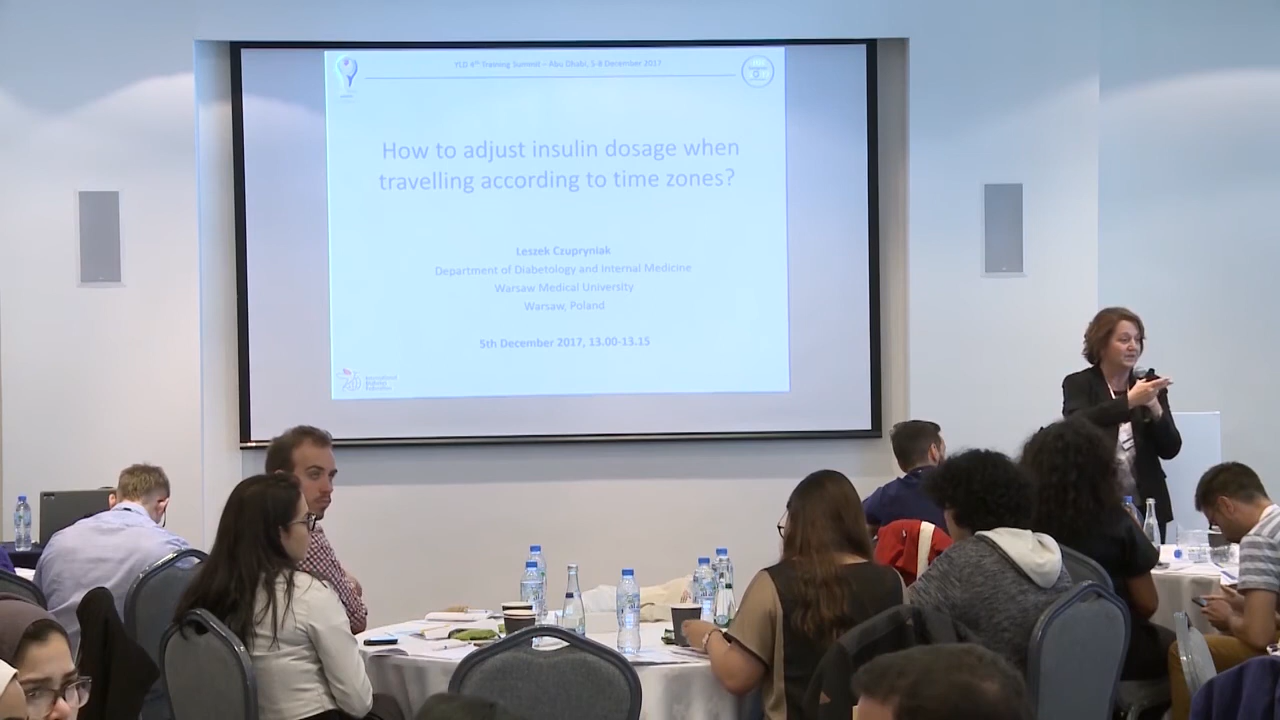 YLD 4th Training Summit – Abu Dhabi, 5-8 December 2017
How to adjust insulin dosage when
travelling according to time zones?
Leszek Czupryniak
Department of Diabetology and Internal Medicine
Warsaw Medical University
Warsaw, Poland
5th December 2017, 13.00-13.15
International
Diabetes
Federation